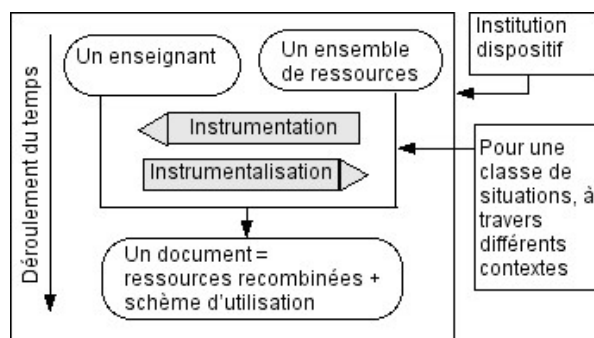 Déroulement du temps
Un enseignant
Un ensemble
de ressources
Instrumentation
Instrumentalisation
Un document =
ressources recombinées +
schème d'utilisation
Institution
dispositif
Pour une
classe de
situations, à
travers
différents
contextes